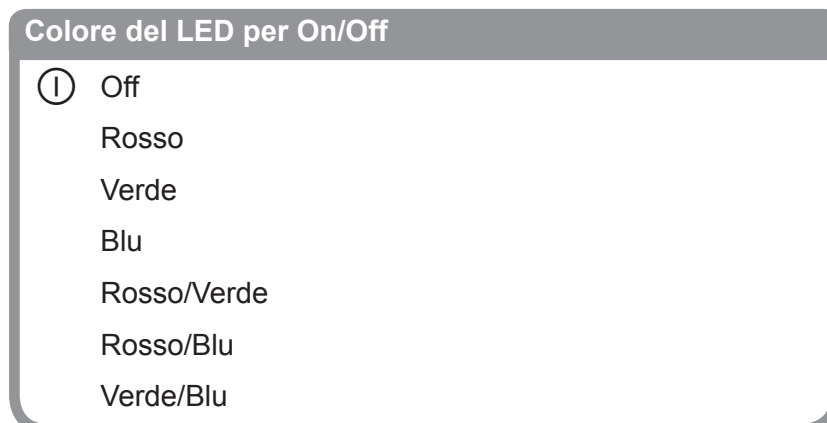 Colore del LED per On/Off
Off
Rosso
Verde
Blu
Rosso/Verde
Rosso/Blu
Verde/Blu